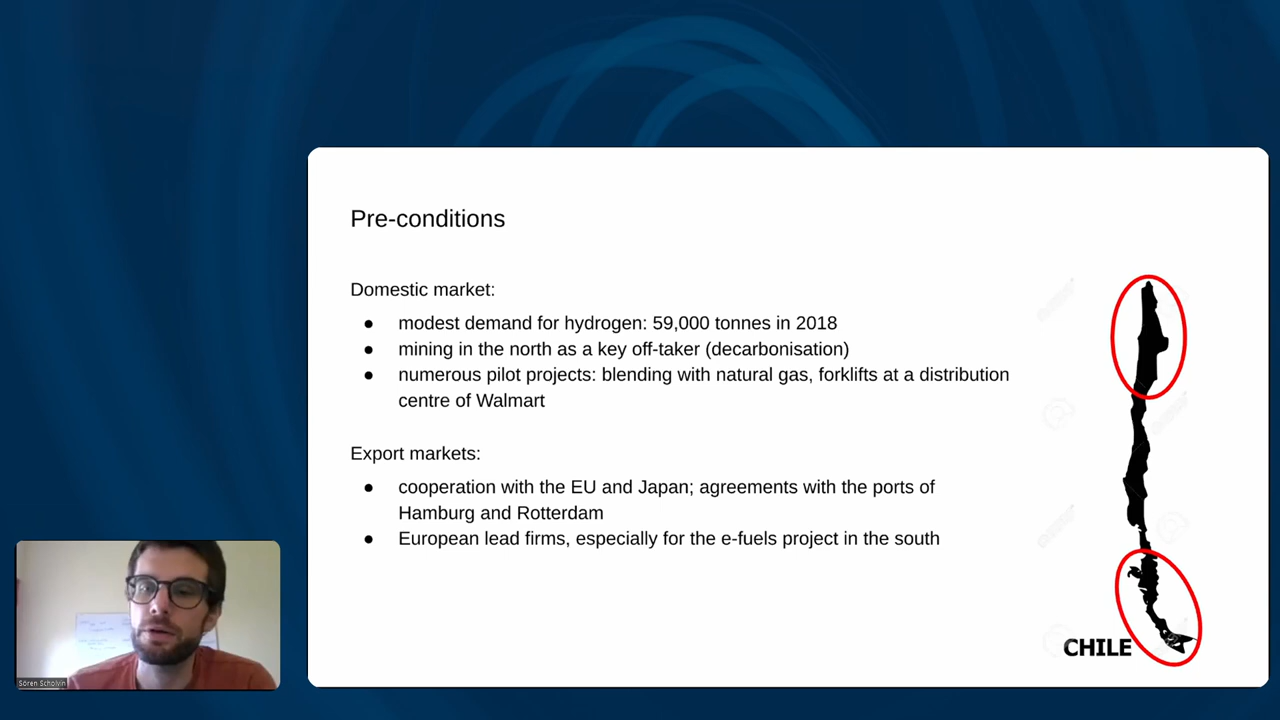 Pre-conditions
Domestic market:
● modest demand for hydrogen: 59,000 tonnes in 2018
● mining in the north as a key off-taker (decarbonisation)
● numerous pilot projects: blending with natural gas, forklifts at a distribution
centre of Walmart
Export markets:
● cooperation with the EU and Japan; agreements with the ports of
Hamburg and Rotterdam
● European lead firms, especially for the e-fuels project in the south
CHILE
Sören Scholvin